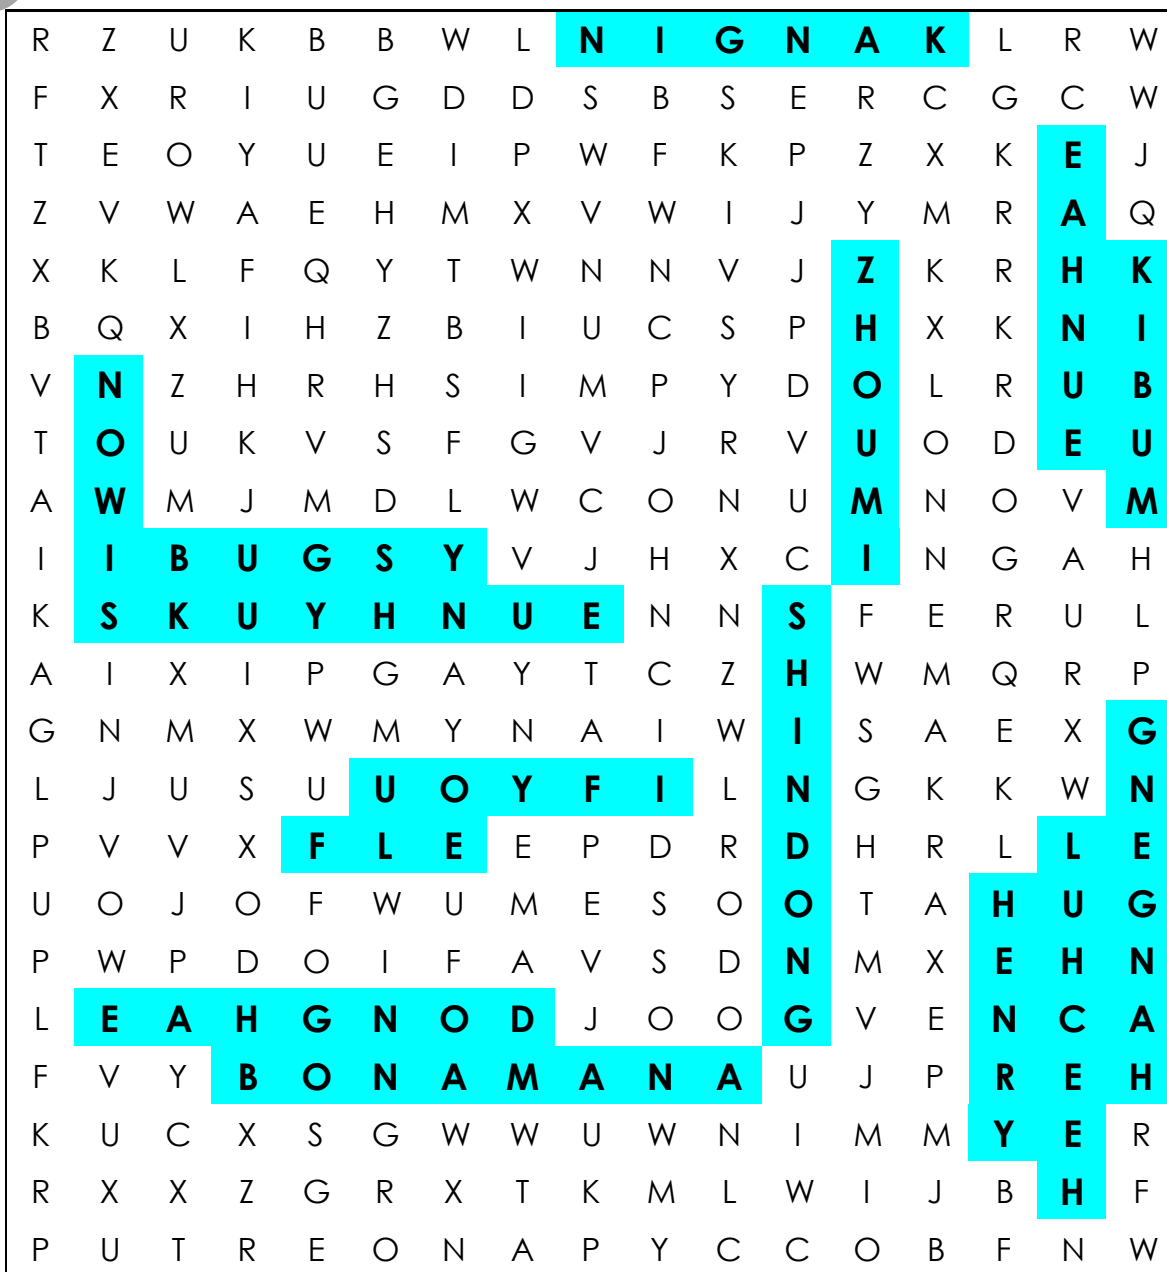 R Z U K B B W L N I G N A K L R W
F X R I U G D D S B S E R C G C W
T E O Y U E I P W F K P Z X K E J
Z V W A E H M X V W I J Y M R A Q
X K L F Q Y T W N N V J Z K R H K
B Q X I H Z B I U C S P H X K N I
V N Z H R H S I M P Y D O L R U B
T O U K V S F G V J R V U O D E U
A W M J M D L W C O N U M N O V M
I I B U G S Y V J H X C I N G A H
K S K U Y H N U E N N S F E R U L
A I X I P G A Y T C Z H W M Q R P
G N M X W M Y N A I W I S A E X G
L J U S U U O Y F I L N G K K W N
P V V X F L E E P D R D H R L L E
U O J O F W U M E S O O T A H U G
P W P D O I F A V S D N M X E H N
L E A H G N O D J O O G V E N C A
F V Y B O N A M A N A U J P R E H
K U C X S G W W U W N I M M Y E R
R X X Z G R X T K M L W I J B H F
P U T R E O N A P Y C C O B F N W